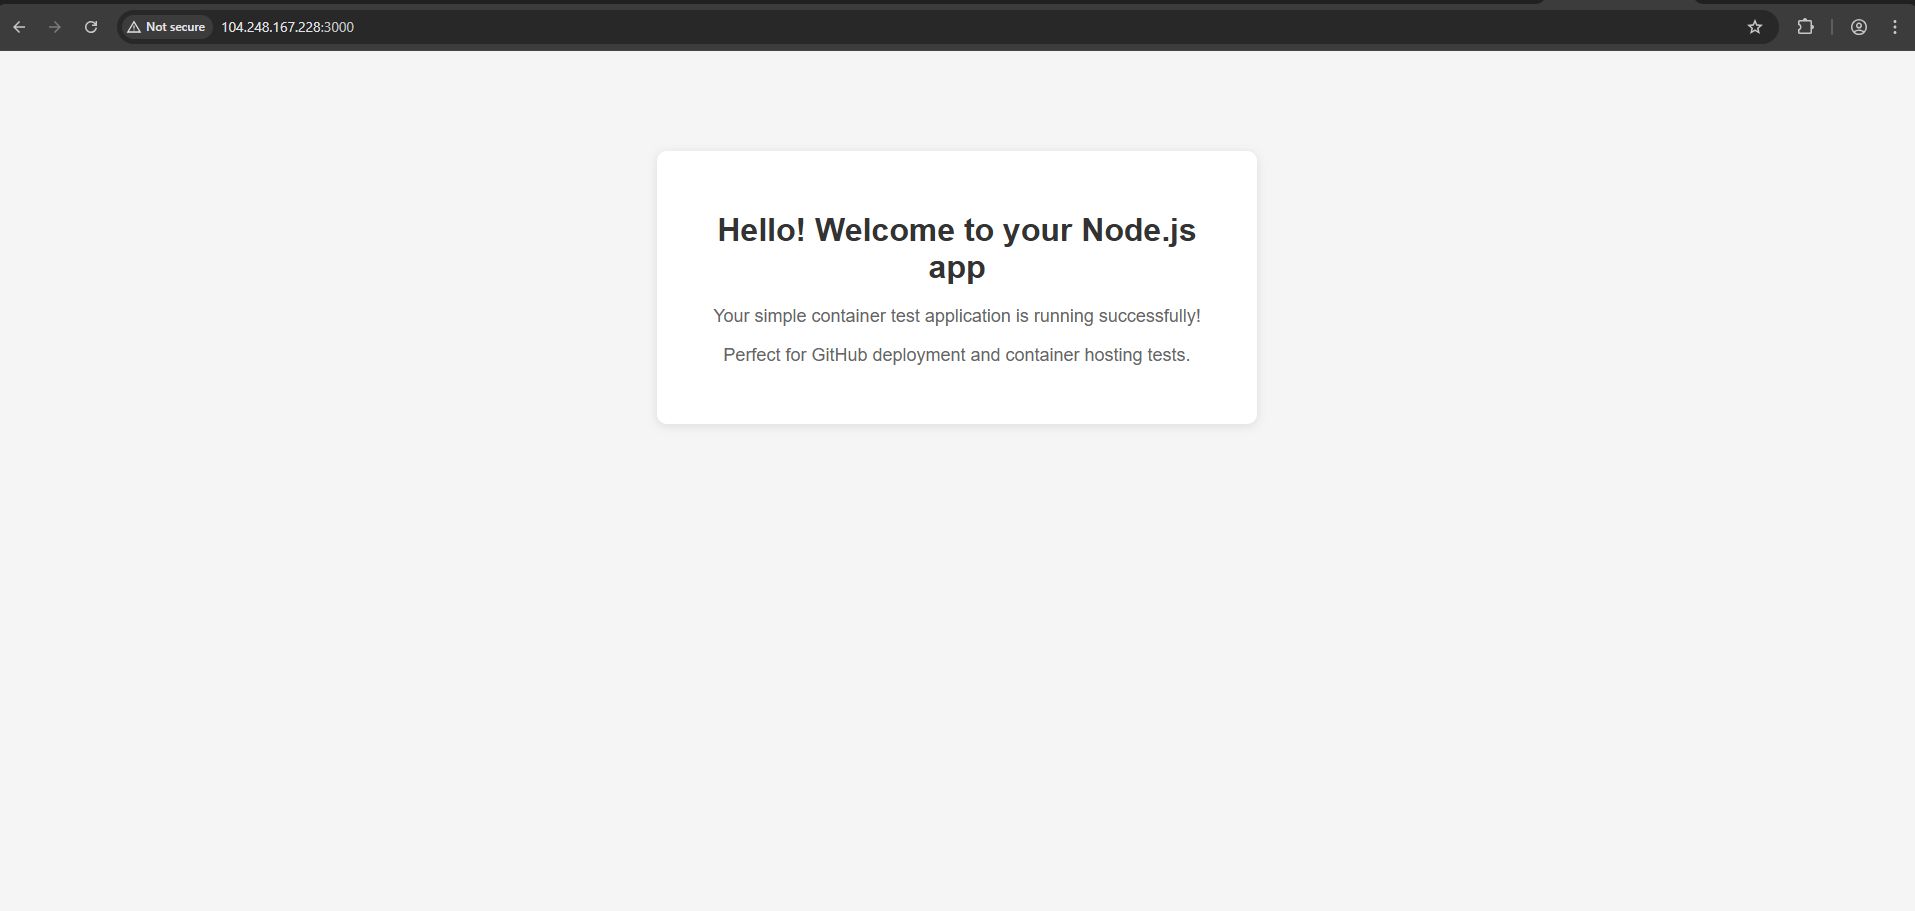 Not secure 104.248.167.228:3000
Hello! Welcome to your Node.js
app
Your simple container test application is running successfully!
Perfect for GitHub deployment and container hosting tests.